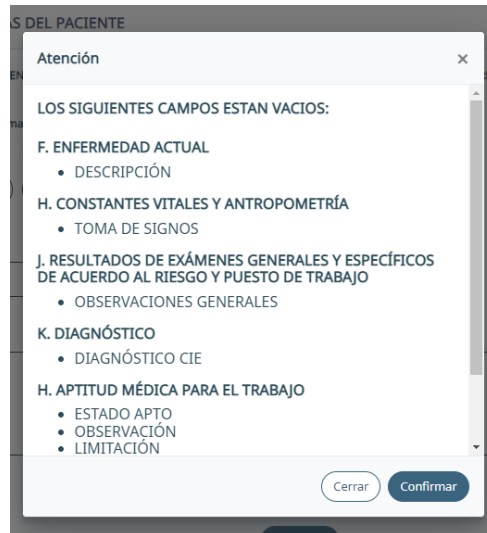 DEL PACIENTE
Atención
×
LOS SIGUIENTES CAMPOS ESTAN VACIOS:
F. ENFERMEDAD ACTUAL
• DESCRIPCIÓN
H. CONSTANTES VITALES Y ANTROPOMETRÍA
• TOMA DE SIGNOS
J. RESULTADOS DE EXÁMENES GENERALES Y ESPECÍFICOS
DE ACUERDO AL RIESGO Y PUESTO DE TRABAJO
• OBSERVACIONES GENERALES
K. DIAGNÓSTICO
• DIAGNÓSTICO CIE
H. APTITUD MÉDICA PARA EL TRABAJO
• ESTADO APTO
• OBSERVACIÓN
• LIMITACIÓN
Cerrar Confirmar